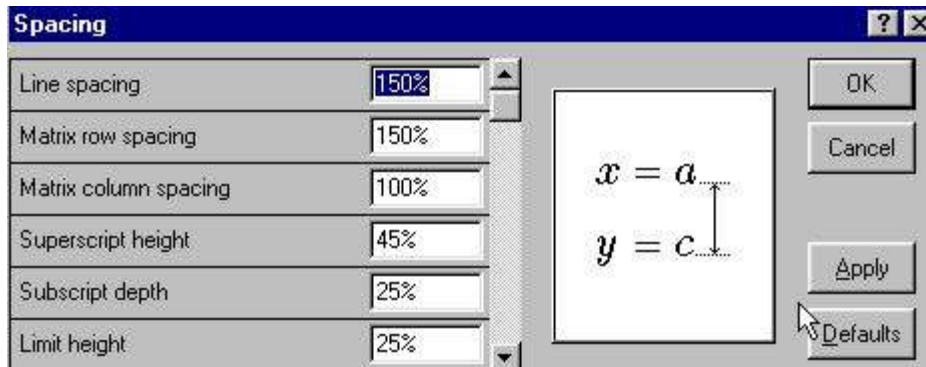 Spacing
Line spacing 150%
Matrix row spacing 150%
Matrix column spacing 100%
Superscript height 45%
Subscript depth 25%
Limit height 25%
x = a
y = c
OK
Cancel
Apply
Defaults